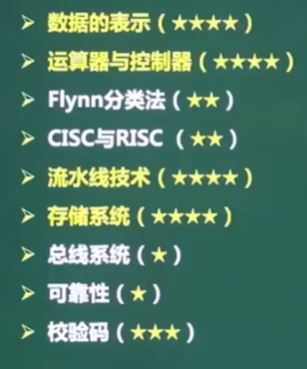 ➢ 数据的表示（★★★★）
➢ 运算器与控制器（★★★★）
➢ Flynn分类法（★★）
➢ CISC与RISC （★★）
➢ 流水线技术（★★★★）
➢ 存储系统（★★★★）
➢ 总线系统（★）
➢ 可靠性（★）
➢ 校验码（★★★）